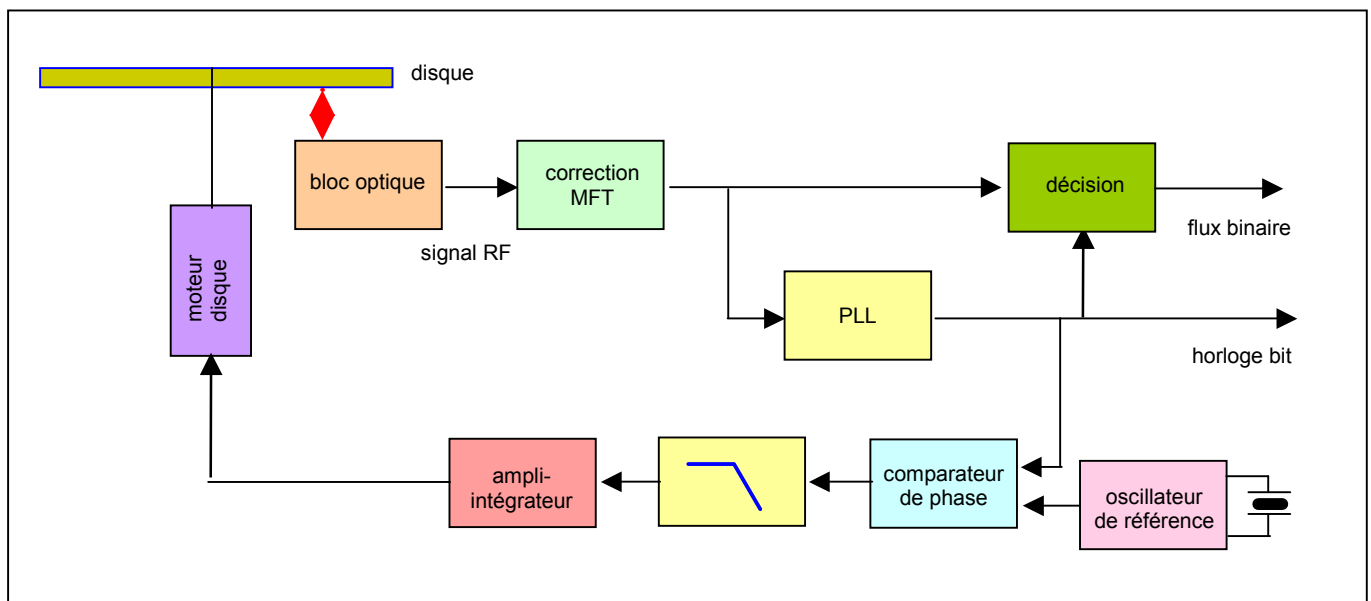 disque
bloc optique
correction
MFT
décision
signal RF
flux binaire
moteur
disque
PLL
horloge bit
ampli-
intégrateur
comparateur
de phase
oscillateur
de référence